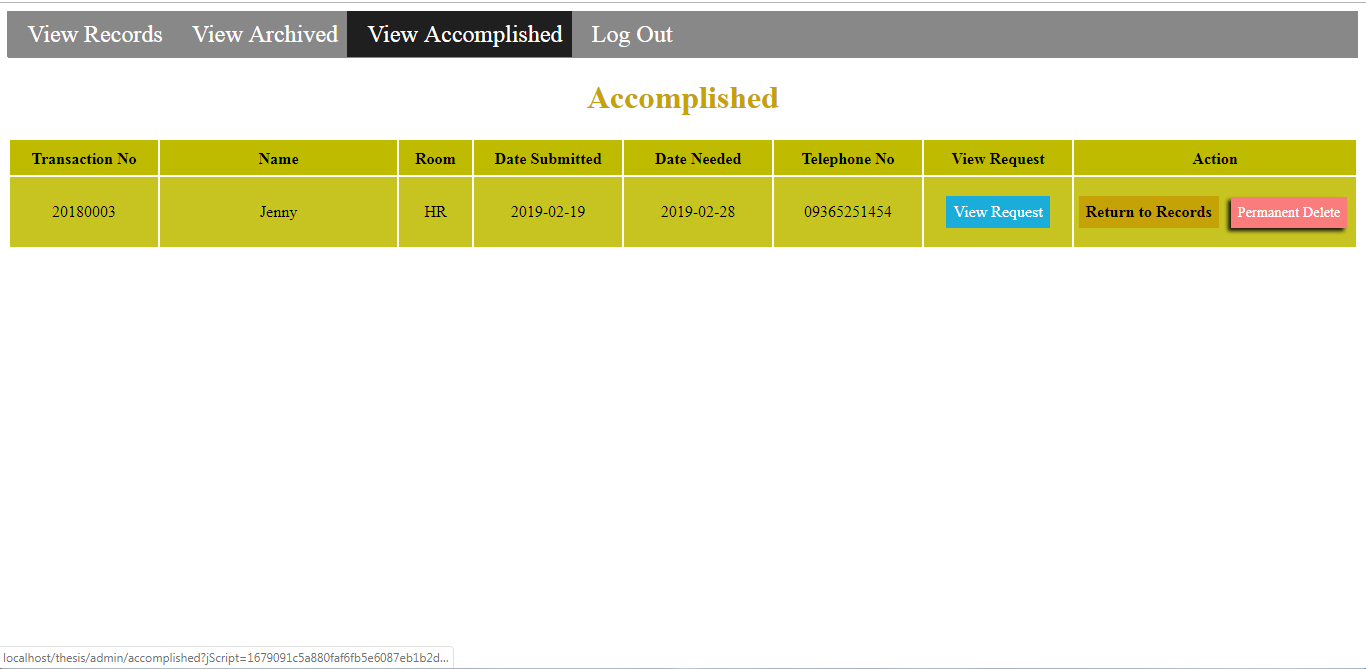 View Records View Archived View Accomplished Log Out
Accomplished
Transaction No Name Room Date Submitted Date Needed Telephone No View Request Action
20180003 Jenny HR 2019-02-19 2019-02-28 09365251454 View Request Return to Records Permanent Delete
localhost/thesis/admin/accomplished?jScript=1679091c5a880faf6fb5e6087eb1b2d...